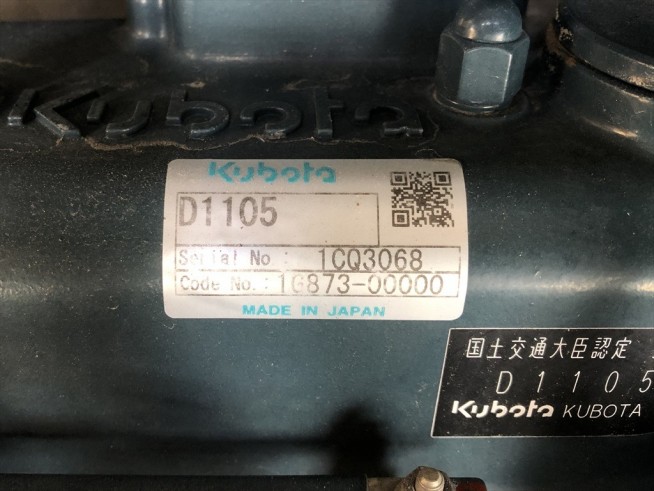 Kubota
Kubota
D1105
Serial No.: 1CQ3068
Code No.: 1G873-00000
MADE IN JAPAN
国土交通大臣認定
D1105
Kubota KUBOTA